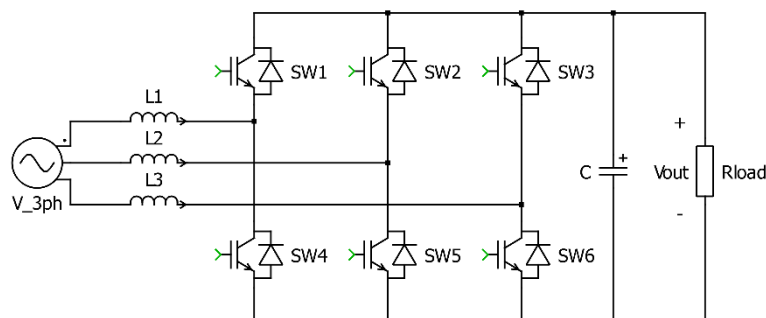 SW1
SW2
SW3
L1
L2
L3
V_3ph
C
+
+
Vout
-
Rload
SW4
SW5
SW6